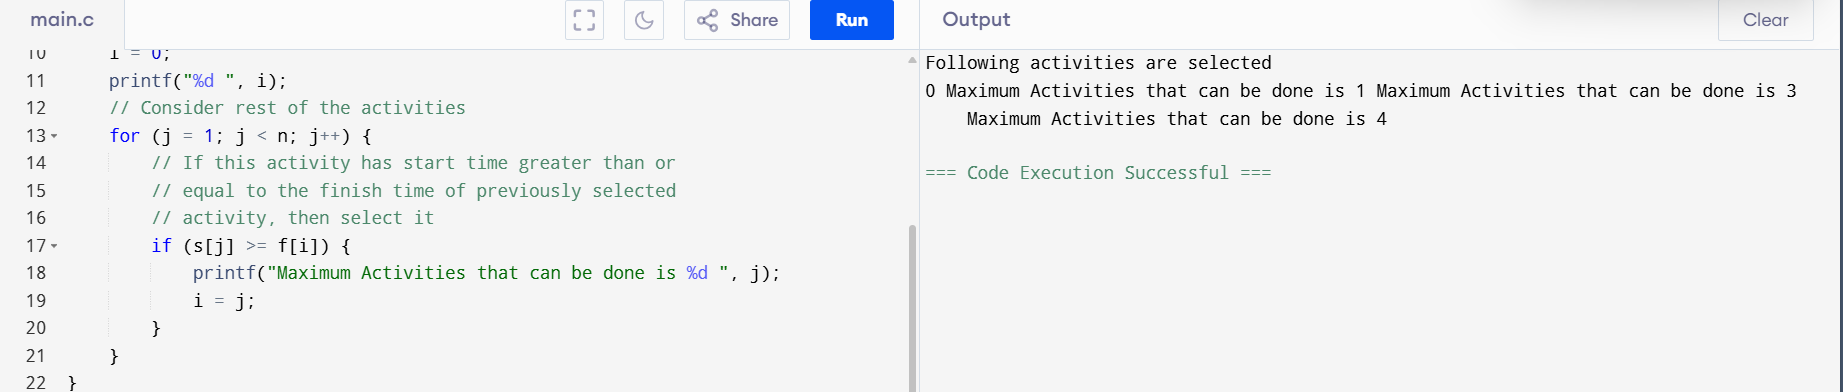 main.c
Share
Run
Output
Clear
10 i = 0;
11 printf("%d ", i);
12 // Consider rest of the activities
13 for (j = 1; j < n; j++) {
14 // If this activity has start time greater than or
15 // equal to the finish time of previously selected
16 // activity, then select it
17 if (s[j] >= f[i]) {
18 printf("Maximum Activities that can be done is %d ", j);
19 i = j;
20 }
21 }
22 }
Following activities are selected
0 Maximum Activities that can be done is 1 Maximum Activities that can be done is 3
Maximum Activities that can be done is 4
=== Code Execution Successful ===